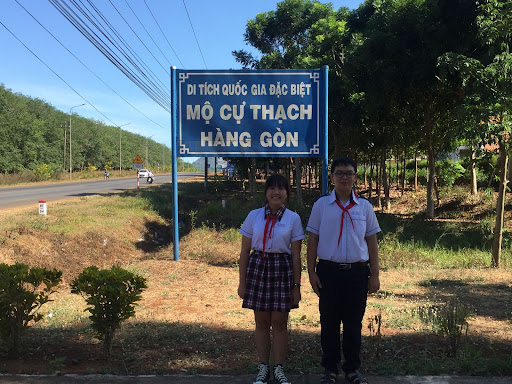 DI TÍCH QUỐC GIA ĐẶC BIỆT
MỘ CỰ THẠCH
HÀNG GÒN